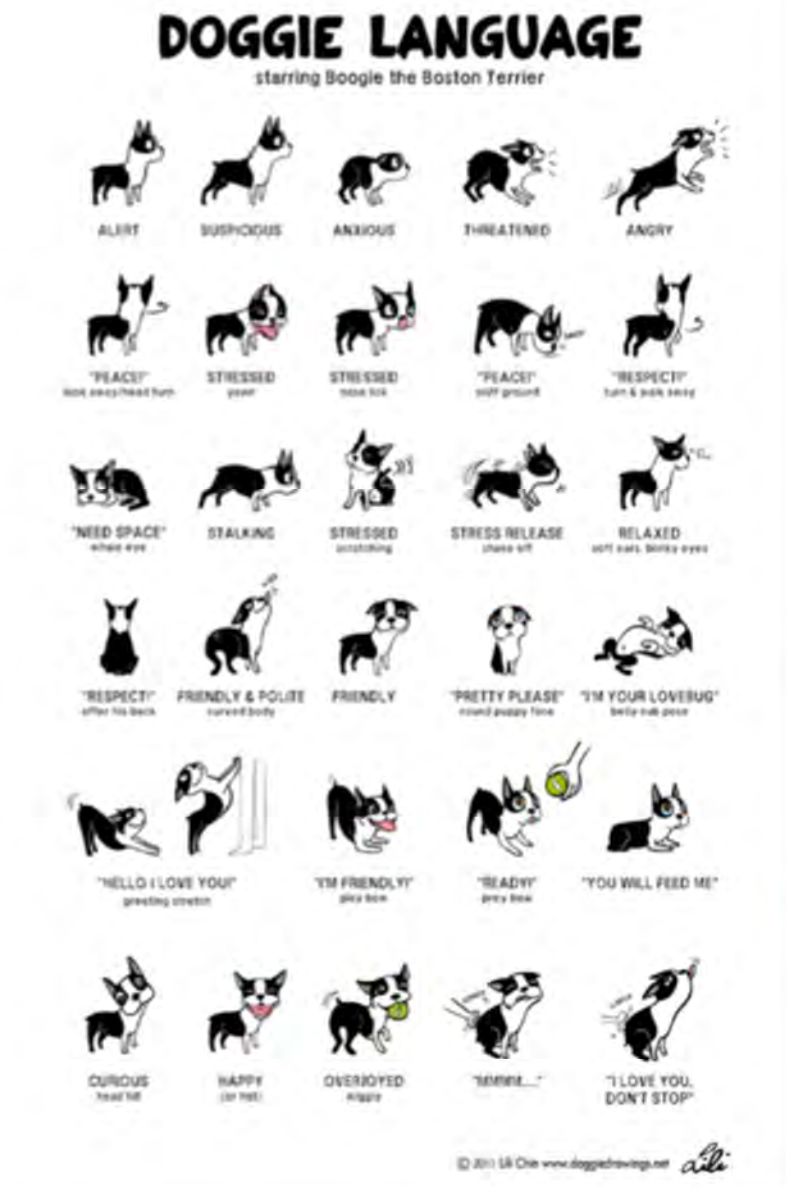 DOGGIE LANGUAGE
starring Boogie the Boston Terrier
ALERT
SUSPICIOUS
ANXIOUS
THREATENED
ANGRY
"PEACE!"
look away/head turn
STRESSED
yawn
STRESSED
nose lick
"PEACE!"
sniff ground
"RESPECT!"
turn & walk away
"NEED SPACE"
whale eye
STALKING
STRESSED
scratching
STRESS RELEASE
shake off
RELAXED
soft ears, blinky eyes
"RESPECT!"
offer his back
FRIENDLY & POLITE
curved body
FRIENDLY
"PRETTY PLEASE"
round puppy face
"I'M YOUR LOVEBUG"
belly-rub pose
"HELLO I LOVE YOU!"
greeting stretch
"I'M FRIENDLY!"
play bow
"READY!"
prey bow
"YOU WILL FEED ME"
CURIOUS
head tilt
HAPPY
(or hot)
OVERJOYED
wiggly
"MMMM...."
"I LOVE YOU,
DON'T STOP"
© 2011 Lili Chin www.doggiedrawings.net
Lili